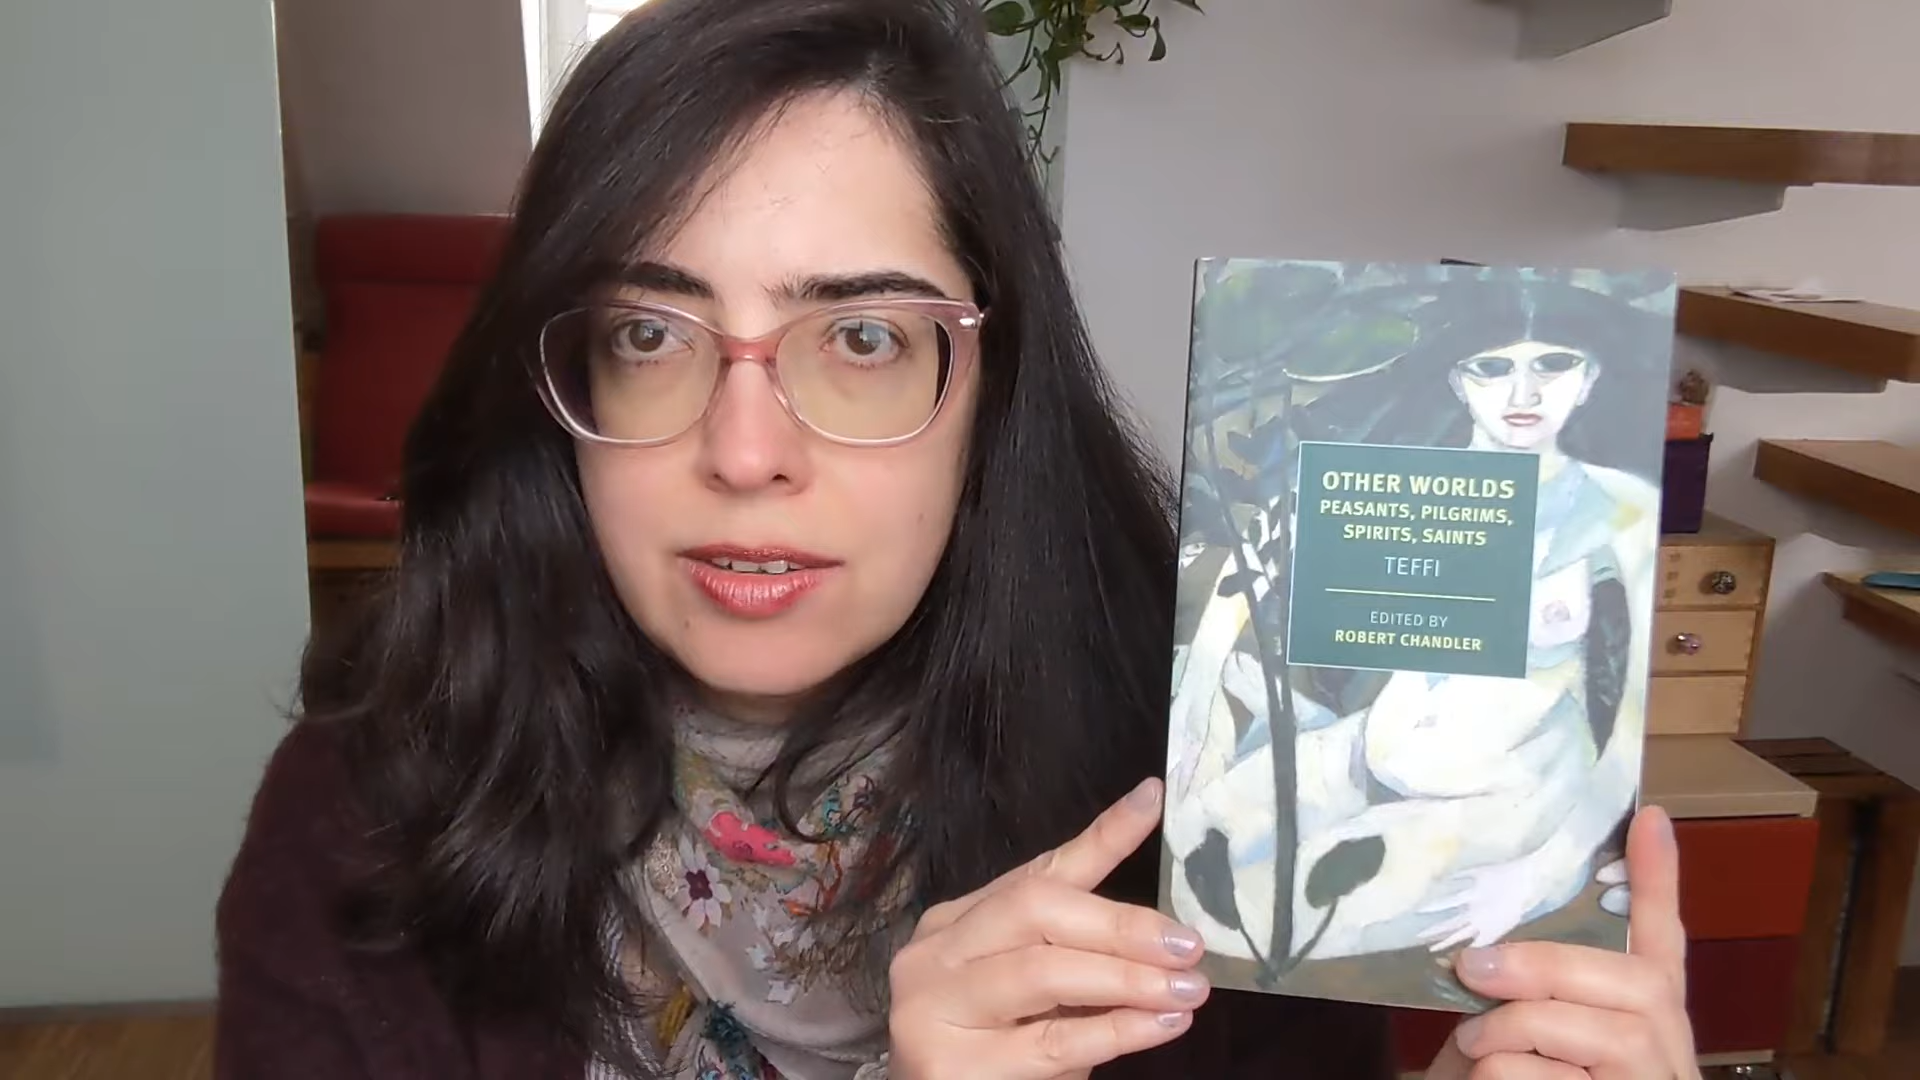 OTHER WORLDS
PEASANTS, PILGRIMS,
SPIRITS, SAINTS
TEFFI
EDITED BY
ROBERT CHANDLER